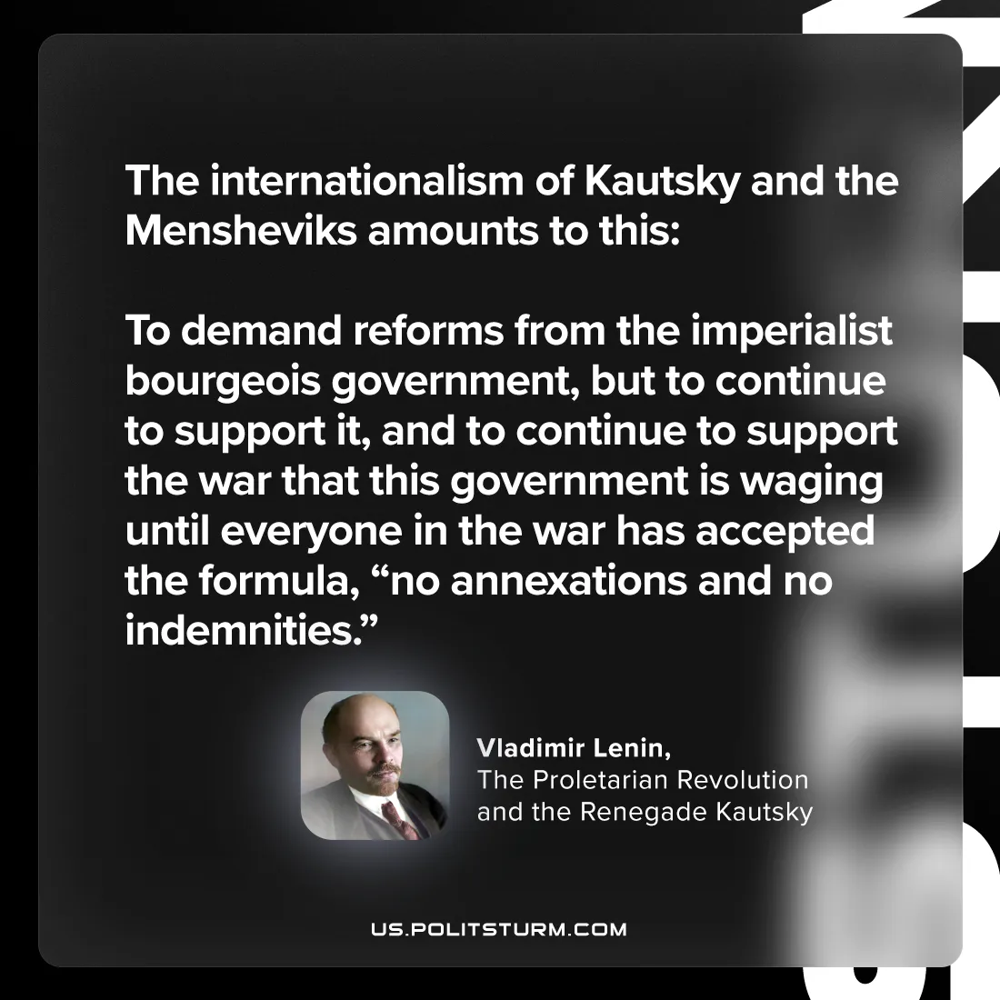 The internationalism of Kautsky and the
Mensheviks amounts to this:
To demand reforms from the imperialist
bourgeois government, but to continue
to support it, and to continue to support
the war that this government is waging
until everyone in the war has accepted
the formula, “no annexations and no
indemnities.”
Vladimir Lenin,
The Proletarian Revolution
and the Renegade Kautsky
US.POLITSTURM.COM